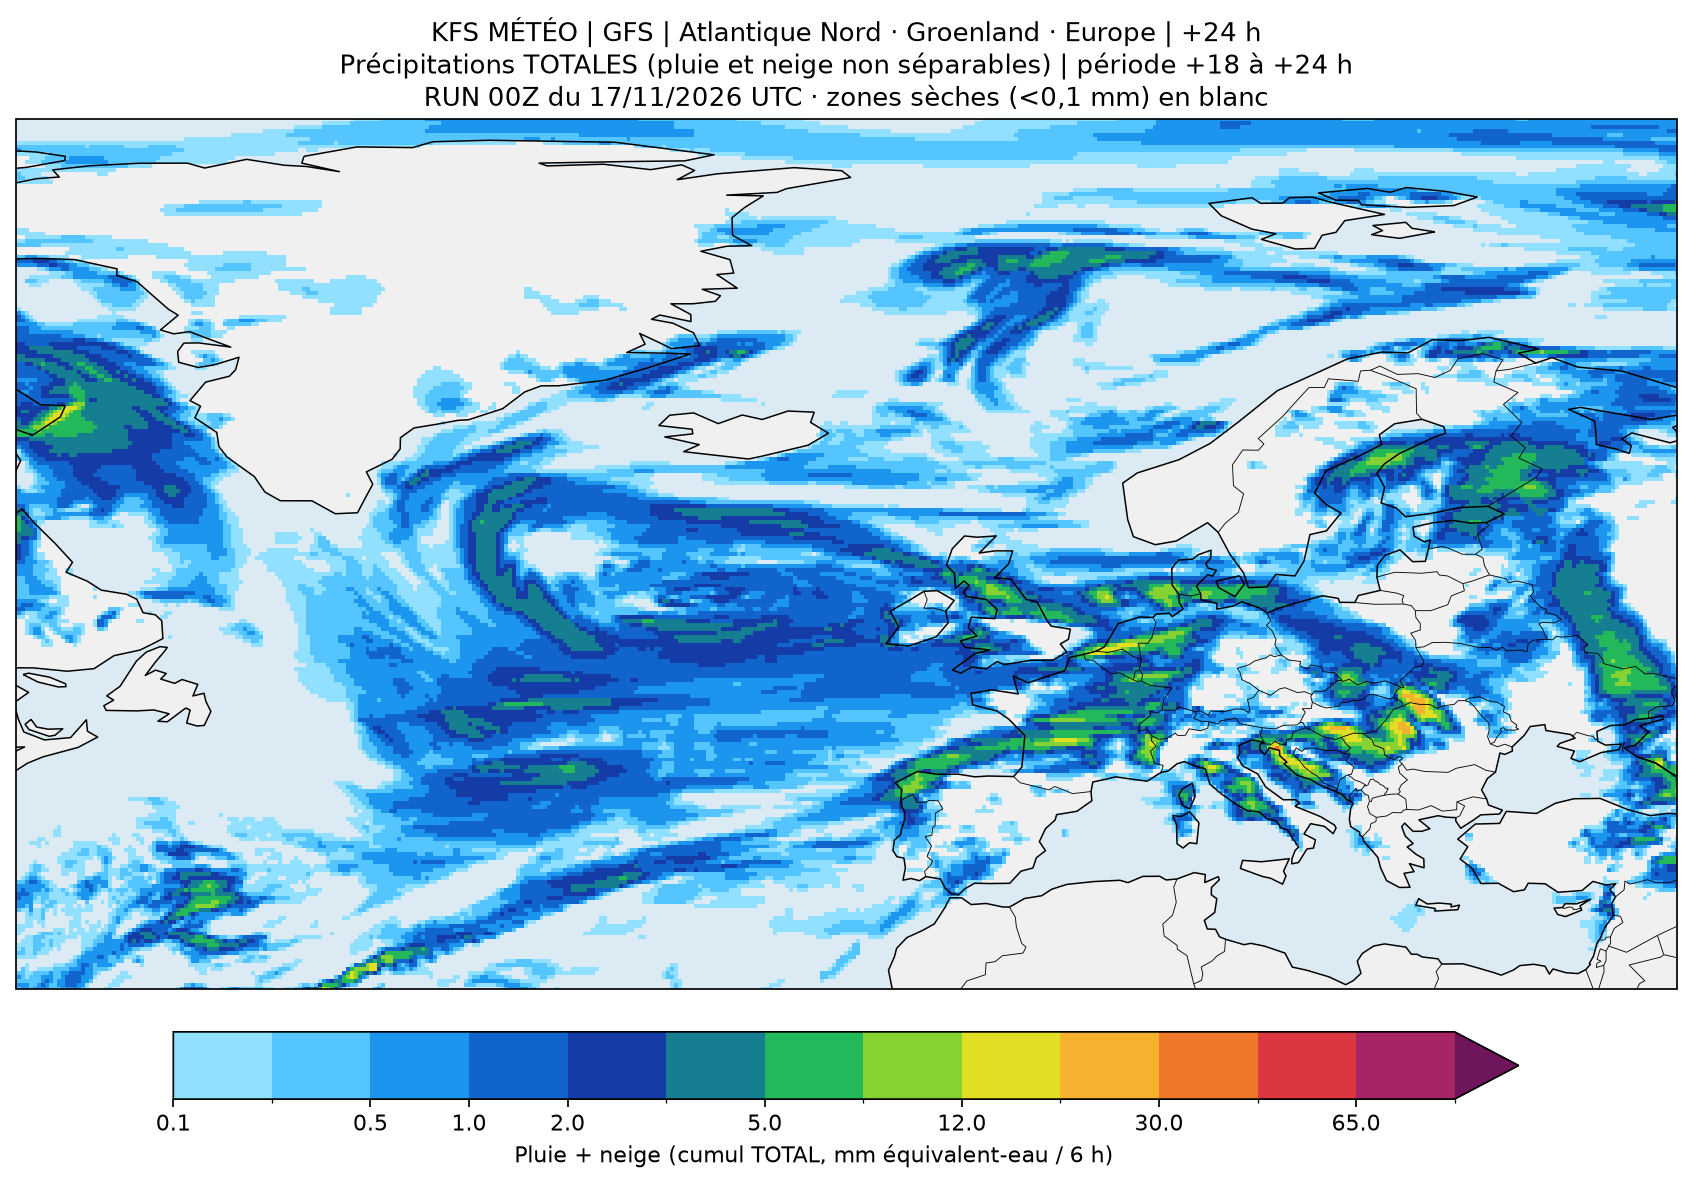 KFS MÉTÉO | GFS | Atlantique Nord · Groenland · Europe | +24 h
Précipitations TOTALES (pluie et neige non séparables) | période +18 à +24 h
RUN 00Z du 17/11/2026 UTC · zones sèches (<0,1 mm) en blanc
0.1 0.5 1.0 2.0 5.0 12.0 30.0 65.0
Pluie + neige (cumul TOTAL, mm équivalent-eau / 6 h)